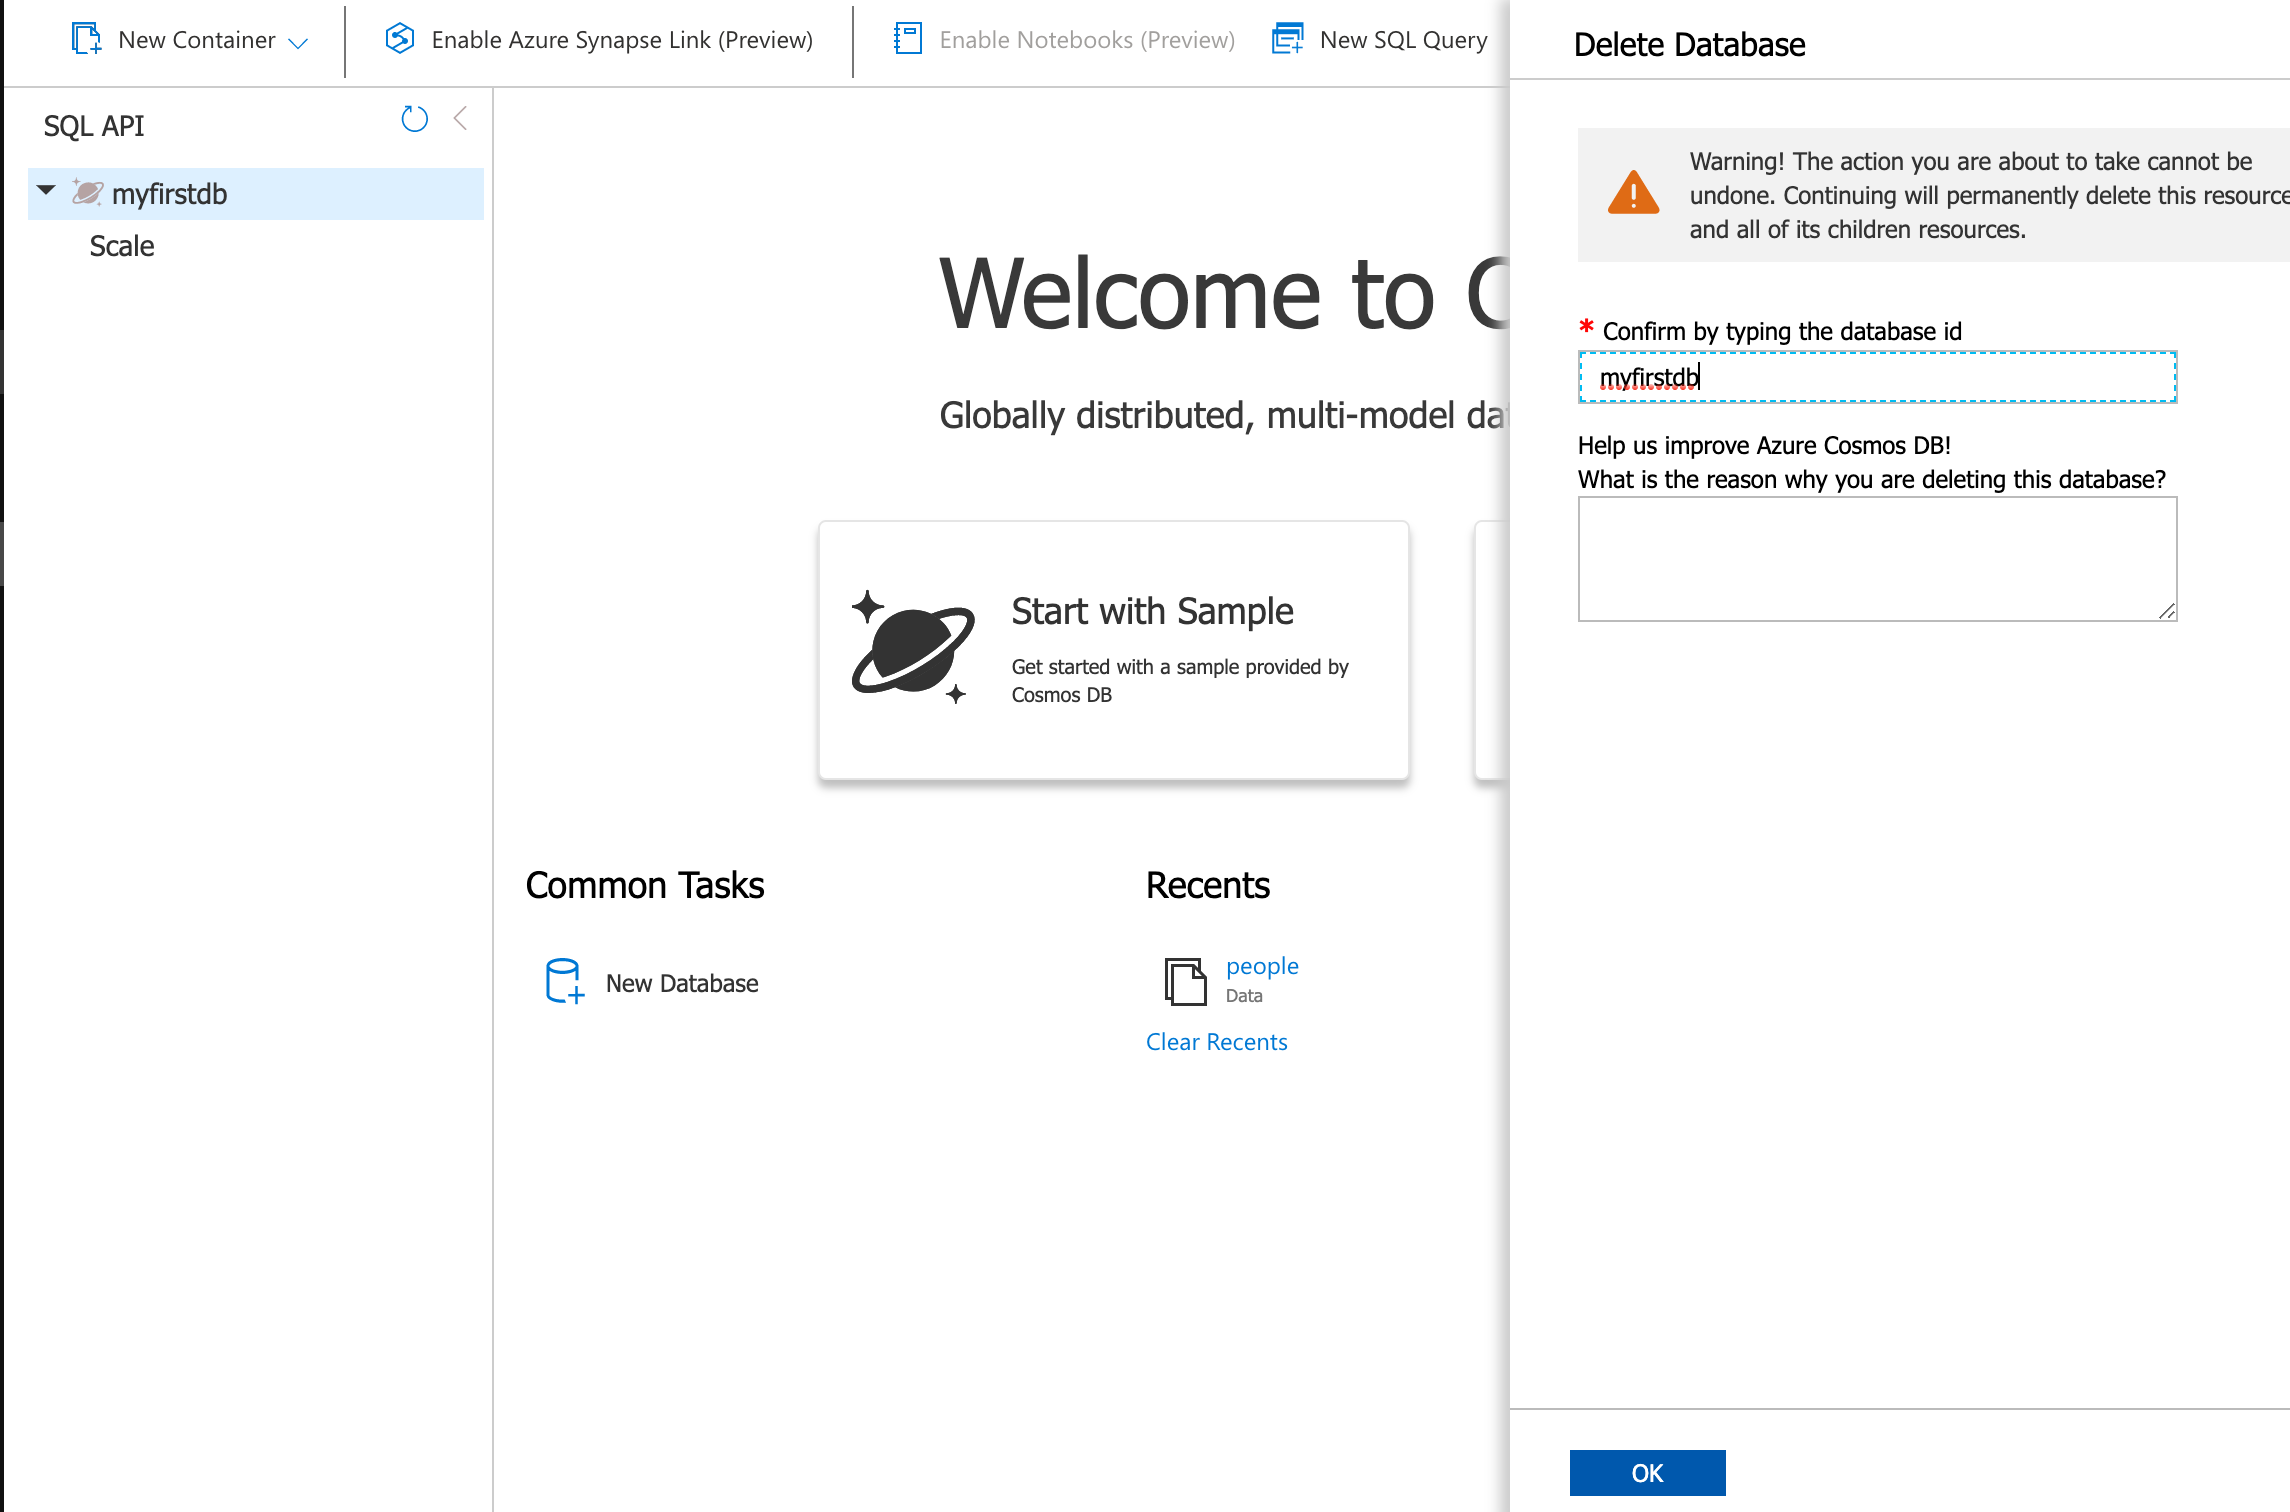 New Container
Enable Azure Synapse Link (Preview)
Enable Notebooks (Preview)
New SQL Query
SQL API
myfirstdb
Scale
Welcome to
Globally distributed, multi-model
Start with Sample
Get started with a sample provided by
Cosmos DB
Common Tasks
New Database
Recents
people
Data
Clear Recents
Delete Database
Warning! The action you are about to take cannot be
undone. Continuing will permanently delete this resource
and all of its children resources.
* Confirm by typing the database id
myfirstdb
Help us improve Azure Cosmos DB!
What is the reason why you are deleting this database?
OK